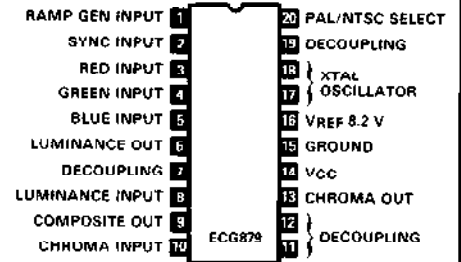 RAMP GEN INPUT 1
20 PAL/NTSC SELECT
SYNC INPUT 2
19 DECOUPLING
RED INPUT 3
18
XTAL
GREEN INPUT 4
17
OSCILLATOR
BLUE INPUT 5
16 VREF 8.2 V
LUMINANCE OUT 6
15 GROUND
DECOUPLING 7
14 VCC
LUMINANCE INPUT 8
13 CHROMA OUT
COMPOSITE OUT 9
12
DECOUPLING
CHROMA INPUT 10
ECG879
11